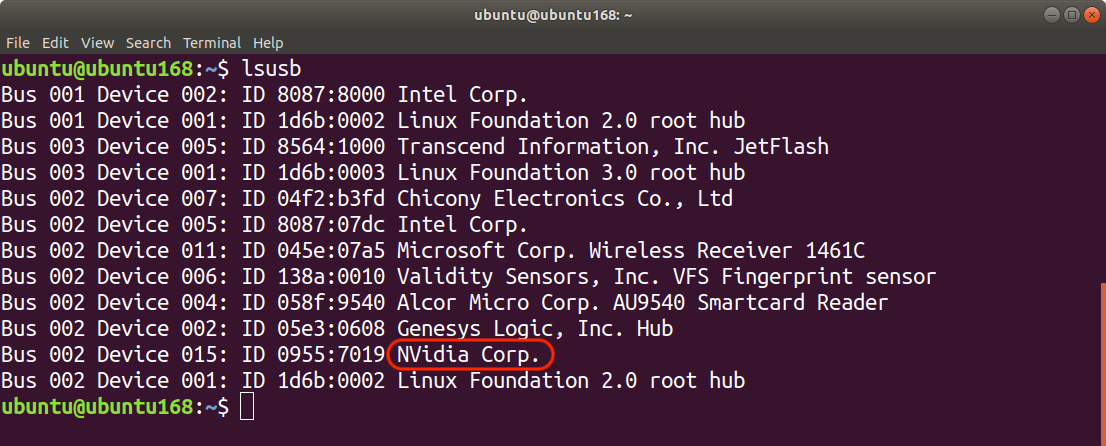 ubuntu@ubuntu168: ~
File Edit View Search Terminal Help
ubuntu@ubuntu168:~$ lsusb
Bus 001 Device 002: ID 8087:8000 Intel Corp.
Bus 001 Device 001: ID 1d6b:0002 Linux Foundation 2.0 root hub
Bus 003 Device 005: ID 8564:1000 Transcend Information, Inc. JetFlash
Bus 003 Device 001: ID 1d6b:0003 Linux Foundation 3.0 root hub
Bus 002 Device 007: ID 04f2:b3fd Chicony Electronics Co., Ltd
Bus 002 Device 005: ID 8087:07dc Intel Corp.
Bus 002 Device 011: ID 045e:07a5 Microsoft Corp. Wireless Receiver 1461C
Bus 002 Device 006: ID 138a:0010 Validity Sensors, Inc. VFS Fingerprint sensor
Bus 002 Device 004: ID 058f:9540 Alcor Micro Corp. AU9540 Smartcard Reader
Bus 002 Device 002: ID 05e3:0608 Genesys Logic, Inc. Hub
Bus 002 Device 015: ID 0955:7019 NVidia Corp.
Bus 002 Device 001: ID 1d6b:0002 Linux Foundation 2.0 root hub
ubuntu@ubuntu168:~$